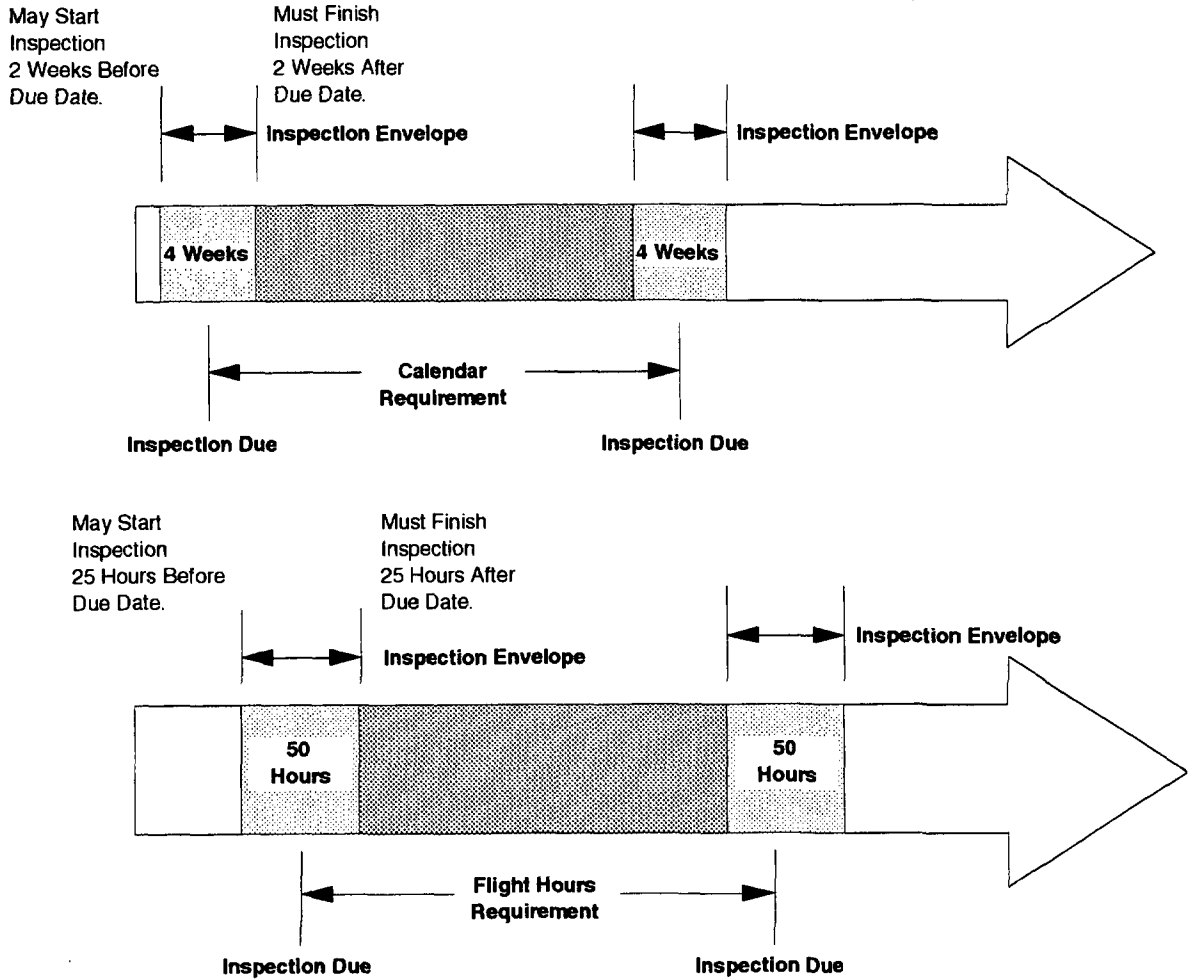 May Start
Inspection
2 Weeks Before
Due Date.
Must Finish
Inspection
2 Weeks After
Due Date.
Inspection Envelope
Inspection Envelope
4 Weeks
4 Weeks
Calendar
Requirement
Inspection Due
Inspection Due
May Start
Inspection
25 Hours Before
Due Date.
Must Finish
Inspection
25 Hours After
Due Date.
Inspection Envelope
Inspection Envelope
50
Hours
50
Hours
Flight Hours
Requirement
Inspection Due
Inspection Due